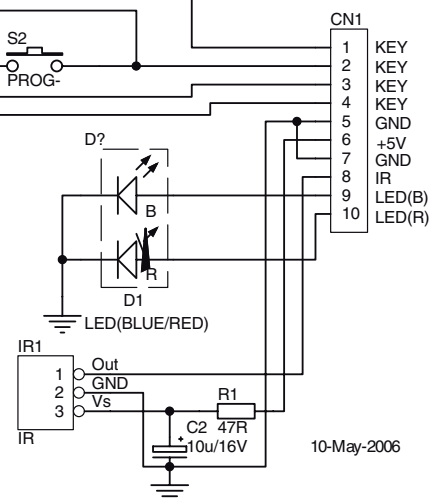 CN1
S2
PROG-
1 KEY
2 KEY
3 KEY
4 KEY
5 GND
6 +5V
7 GND
8 IR
9 LED(B)
10 LED(R)
D?
B
R
D1
LED(BLUE/RED)
IR1
1 Out
2 GND
3 Vs
IR
R1
47R
C2
+
10u/16V
10-May-2006